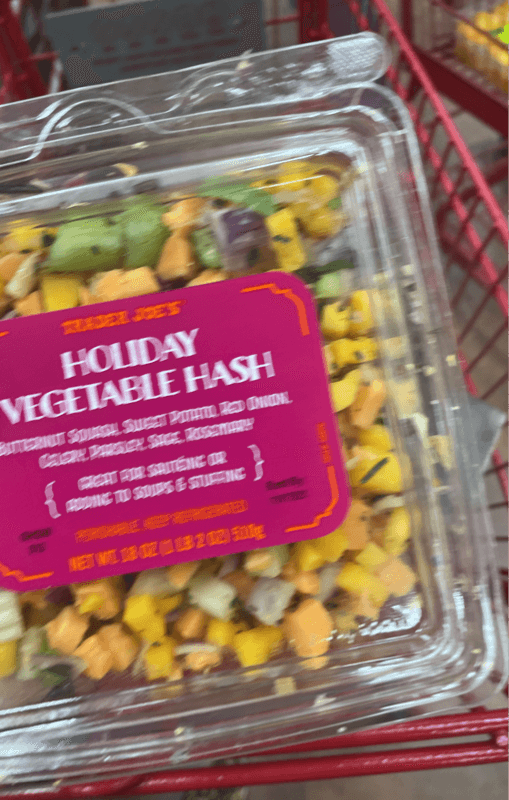 TRADER JOE'S
HOLIDAY
VEGETABLE HASH
BUTTERNUT SQUASH, SWEET POTATO, RED ONION,
CELERY, PARSLEY, SAGE, ROSEMARY
GREAT FOR SAUTÉING OR
ADDING TO SOUPS & STUFFING
PERISHABLE, KEEP REFRIGERATED
NET WT. 18 OZ (1 LB 2 OZ) 510g